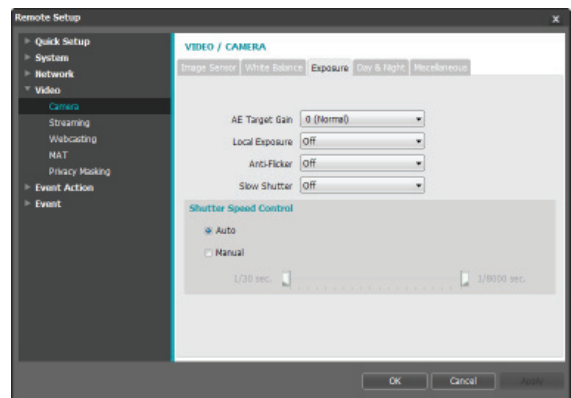 Remote Setup
x
Quick Setup
System
Network
Video
Camera
Streaming
Webcasting
MAT
Privacy Masking
Event Action
Event
VIDEO / CAMERA
Image Sensor White Balance Exposure Day & Night Miscellaneous
AE Target Gain 0 (Normal)
Local Exposure Off
Anti-Flicker Off
Slow Shutter Off
Shutter Speed Control
Auto
Manual
1/30 sec. 1/8000 sec.
OK Cancel Apply